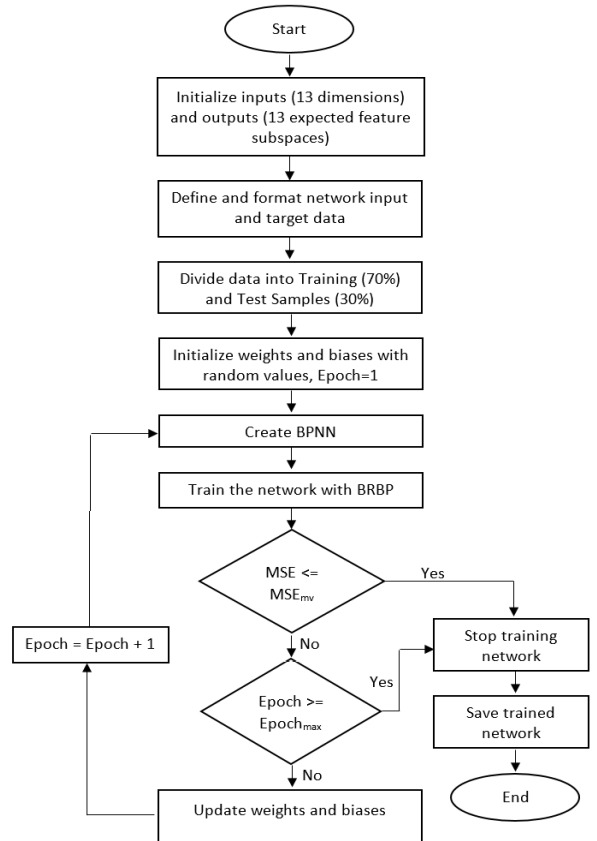 Start
Initialize inputs (13 dimensions)
and outputs (13 expected feature
subspaces)
Define and format network input
and target data
Divide data into Training (70%)
and Test Samples (30%)
Initialize weights and biases with
random values, Epoch=1
Create BPNN
Train the network with BRBP
MSE <=
MSEmv
Yes
No
Stop training
network
Epoch = Epoch + 1
Epoch >=
Epochmax
Yes
Save trained
network
No
End
Update weights and biases